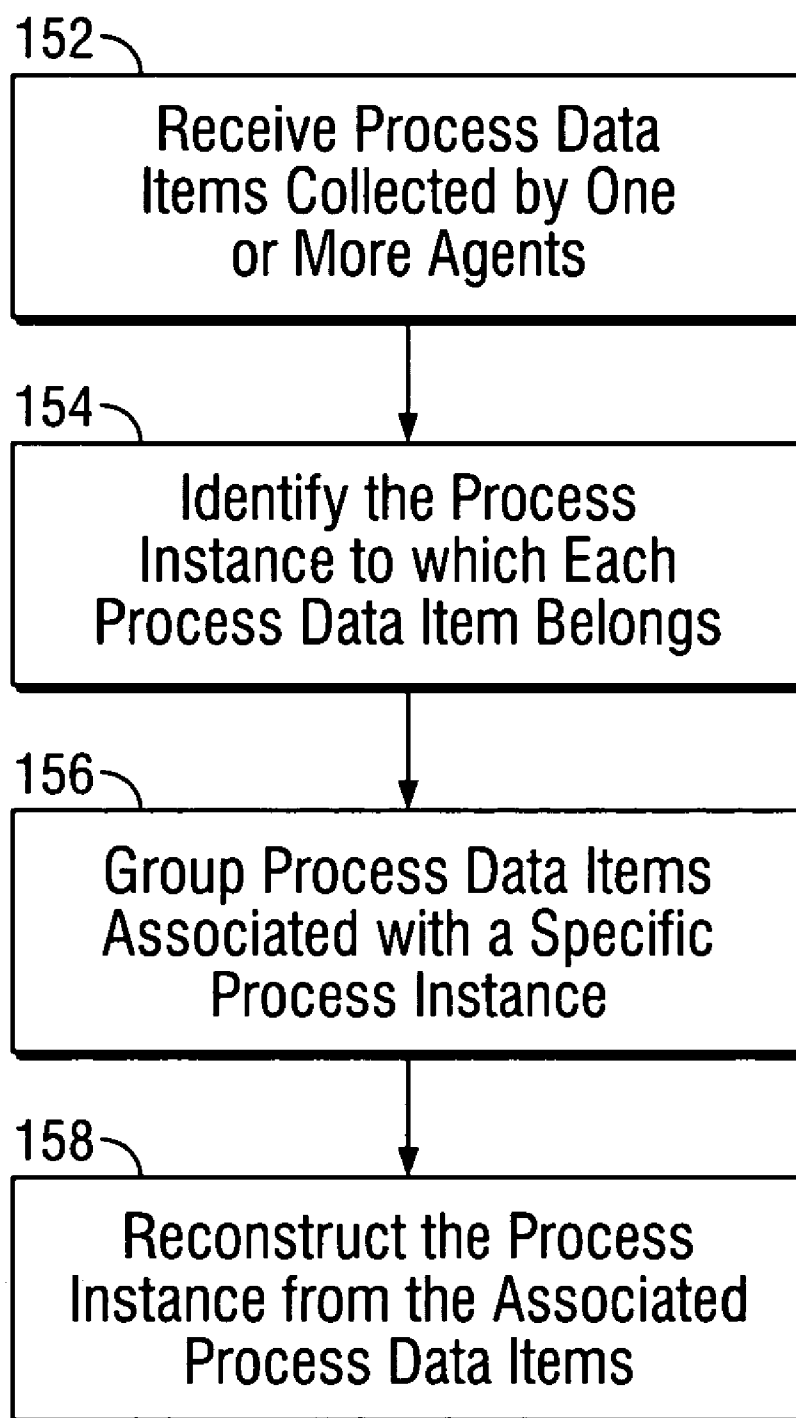 152
Receive Process Data
Items Collected by One
or More Agents
154
Identify the Process
Instance to which Each
Process Data Item Belongs
156
Group Process Data Items
Associated with a Specific
Process Instance
158
Reconstruct the Process
Instance from the Associated
Process Data Items